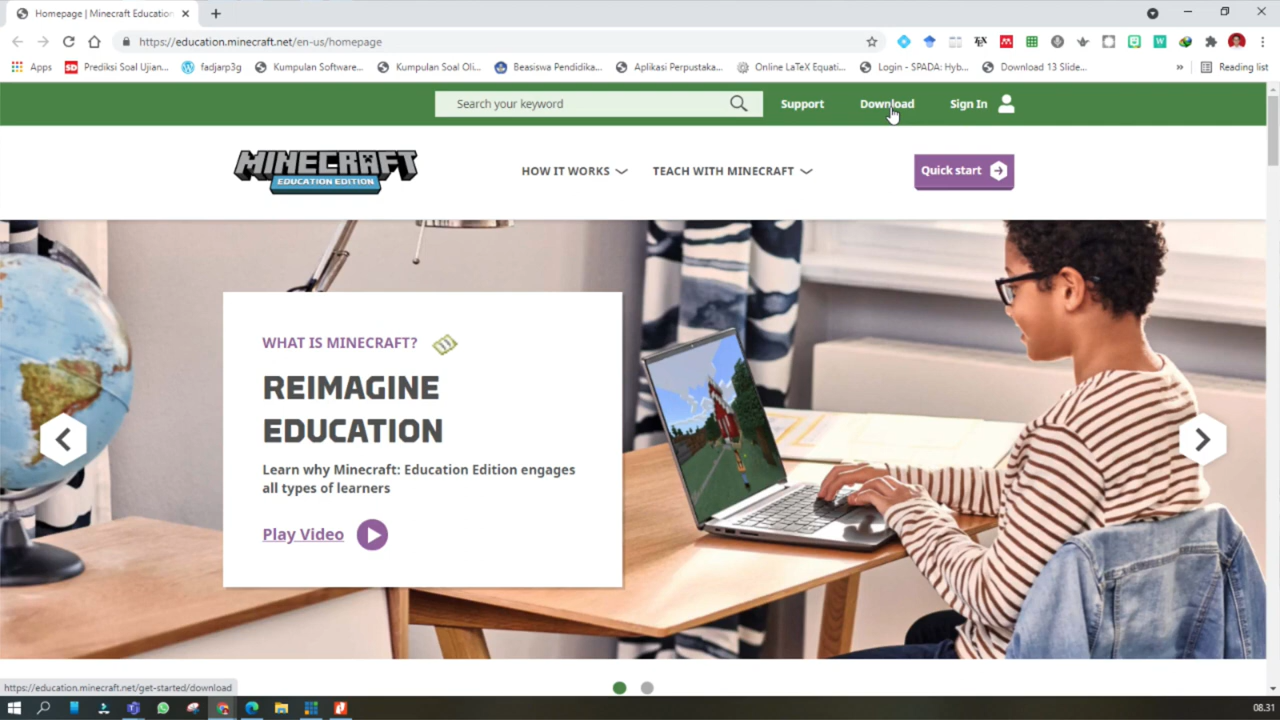 Homepage | Minecraft Education
https://education.minecraft.net/en-us/homepage
Apps
Prediksi Soal Ujian...
fadjarp3g
Kumpulan Software...
Kumpulan Soal Oli...
Beasiswa Pendidika...
Aplikasi Perpustaka...
Online LaTeX Equati...
Login - SPADA: Hyb...
Download 13 Slide...
»
Reading list
Search your keyword
Support
Download
Sign In
MINECRAFT
EDUCATION EDITION
HOW IT WORKS
TEACH WITH MINECRAFT
Quick start
WHAT IS MINECRAFT?
REIMAGINE
EDUCATION
Learn why Minecraft: Education Edition engages
all types of learners
Play Video
https://education.minecraft.net/get-started/download
08.31